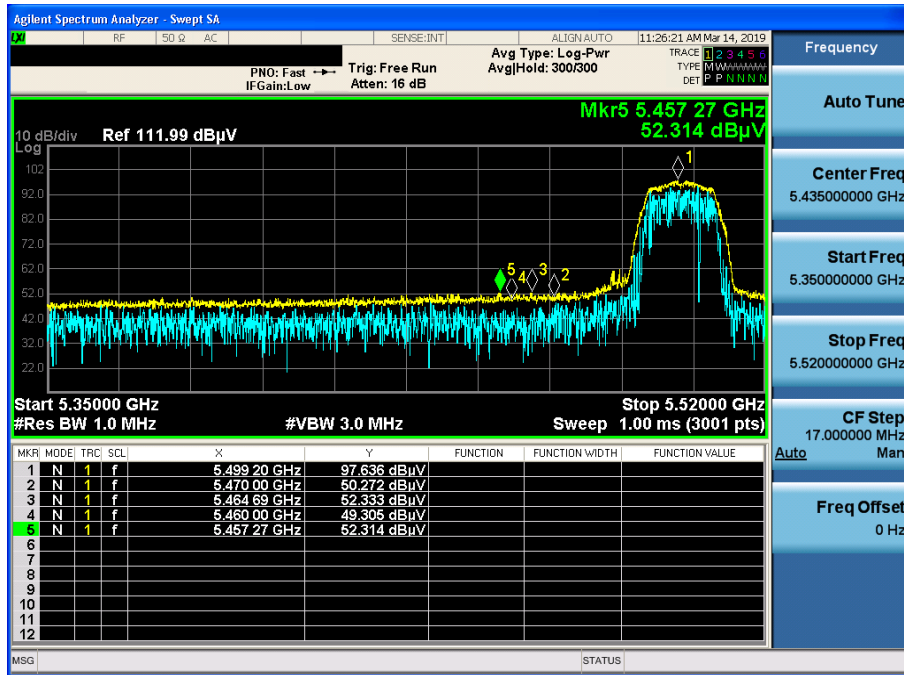 Agilent Spectrum Analyzer - Swept SA
LXI RF 50 Ω AC SENSE:INT ALIGN AUTO 11:26:21 AM Mar 14, 2019
PNO: Fast
IFGain:Low
Trig: Free Run
Atten: 16 dB
Avg Type: Log-Pwr
Avg|Hold: 300/300
TRACE 1 2 3 4 5 6
TYPE
DET P P N N N N
Mkr5 5.457 27 GHz
52.314 dBµV
10 dB/div Ref 111.99 dBµV
Log
102
92.0
82.0
72.0
62.0
52.0
42.0
32.0
22.0
1
5
4
3
2
Start 5.35000 GHz Stop 5.52000 GHz
#Res BW 1.0 MHz #VBW 3.0 MHz Sweep 1.00 ms (3001 pts)
MKR MODE TRC SCL X Y FUNCTION FUNCTION WIDTH FUNCTION VALUE
1 N 1 f 5.499 20 GHz 97.636 dBµV
2 N 1 f 5.470 00 GHz 50.272 dBµV
3 N 1 f 5.464 69 GHz 52.333 dBµV
4 N 1 f 5.460 00 GHz 49.305 dBµV
5 N 1 f 5.457 27 GHz 52.314 dBµV
6
7
8
9
10
11
12
MSG STATUS
Frequency
Auto Tune
Center Freq
5.435000000 GHz
Start Freq
5.350000000 GHz
Stop Freq
5.520000000 GHz
CF Step
17.000000 MHz
Auto Man
Freq Offset
0 Hz